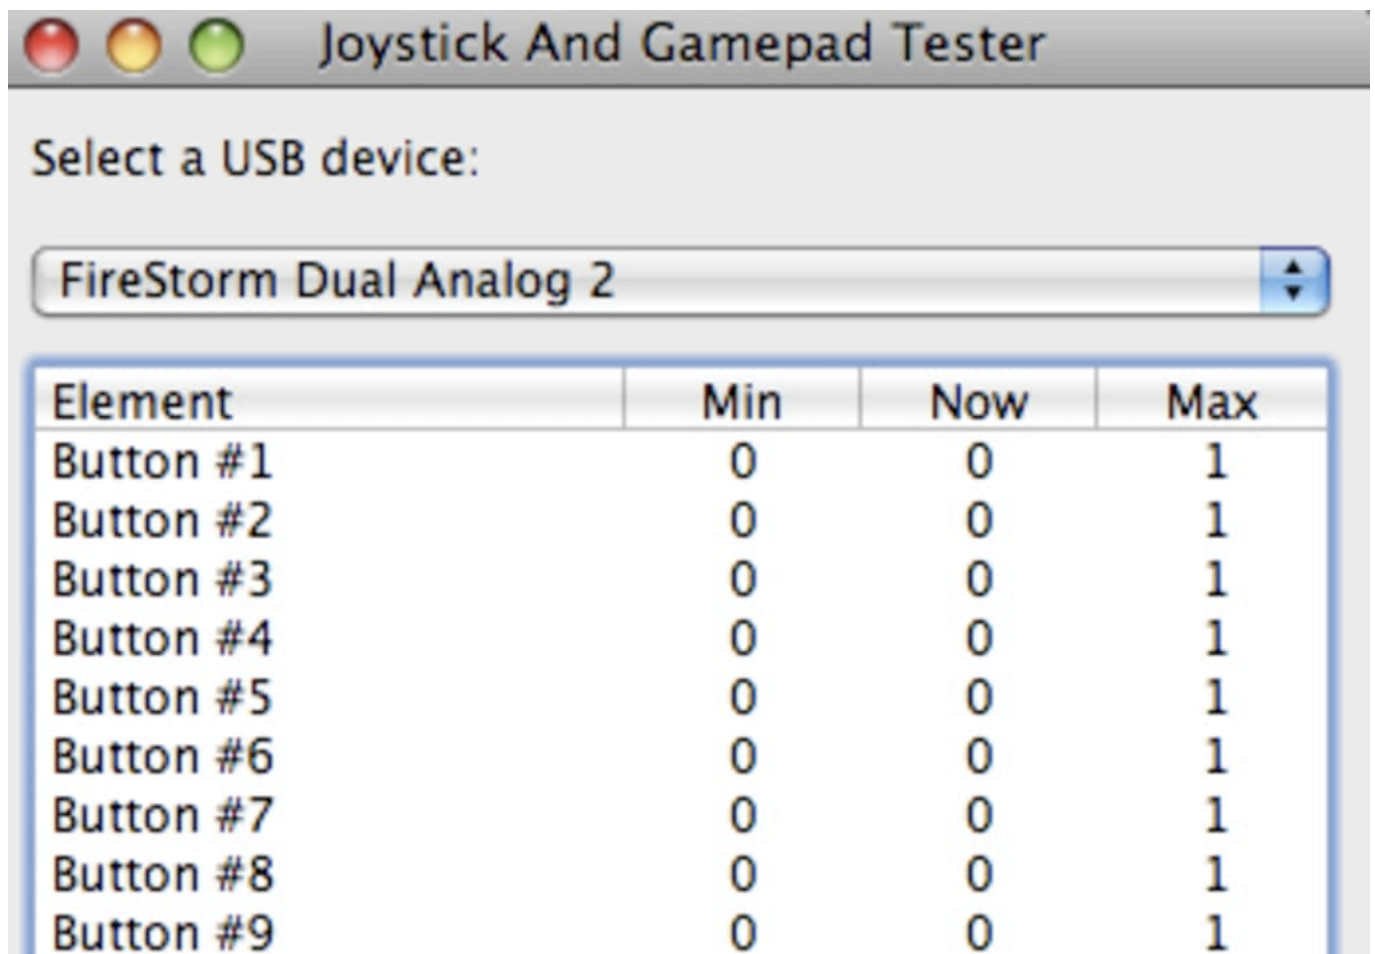 Joystick And Gamepad Tester
Select a USB device:
FireStorm Dual Analog 2
Element Min Now Max
Button #1 0 0 1
Button #2 0 0 1
Button #3 0 0 1
Button #4 0 0 1
Button #5 0 0 1
Button #6 0 0 1
Button #7 0 0 1
Button #8 0 0 1
Button #9 0 0 1